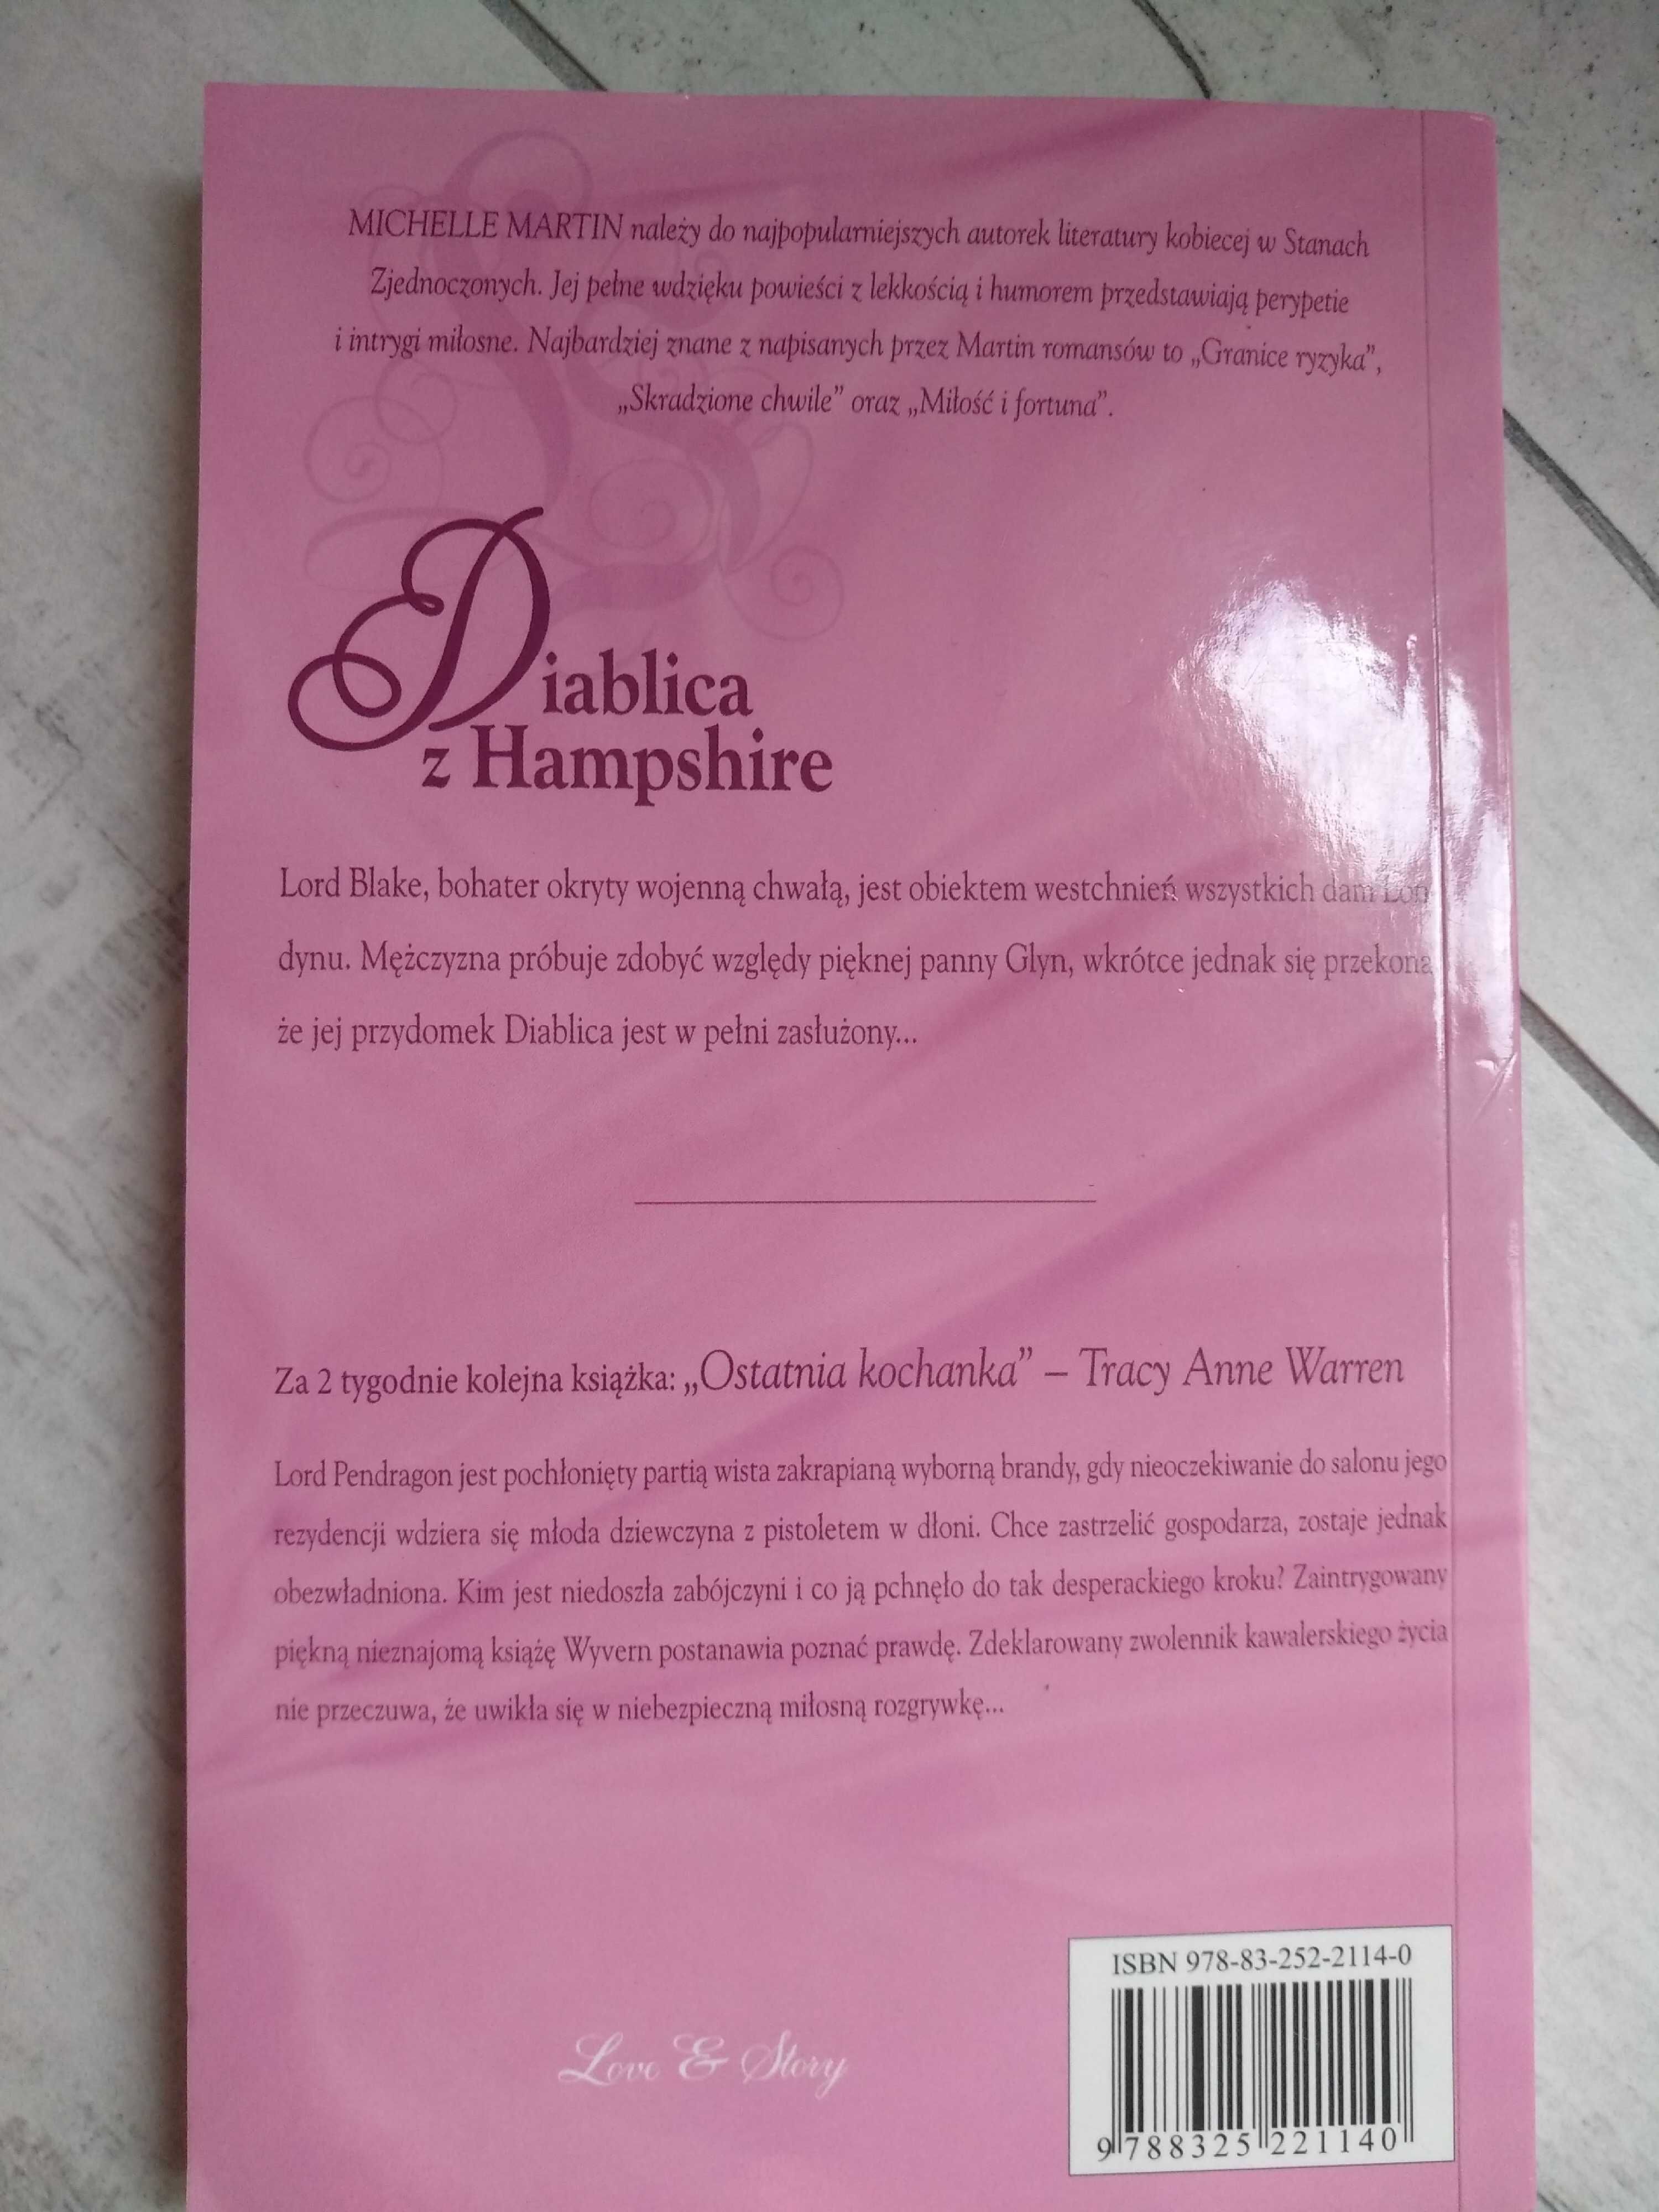 MICHELLE MARTIN należy do najpopularniejszych autorek literatury kobiecej w Stanach
Zjednoczonych. Jej pełne wdzięku powieści z lekkością i humorem przedstawiają perypetie
i intrygi miłosne. Najbardziej znane z napisanych przez Martin romansów to „Granice ryzyka”,
„Skradzione chwile” oraz „Miłość i fortuna”.
Diablica
z Hampshire
Lord Blake, bohater okryty wojenną chwałą, jest obiektem westchnień wszystkich dam Lon
dynu. Mężczyzna próbuje zdobyć względy pięknej panny Glyn, wkrótce jednak się przekona
że jej przydomek Diablica jest w pełni zasłużony...
Za 2 tygodnie kolejna książka: „Ostatnia kochanka” – Tracy Anne Warren
Lord Pendragon jest pochłonięty partią wista zakrapianą wyborną brandy, gdy nieoczekiwanie do salonu jego
rezydencji wdziera się młoda dziewczyna z pistoletem w dłoni. Chce zastrzelić gospodarza, zostaje jednak
obezwładniona. Kim jest niedoszła zabójczyni i co ją pchnęło do tak desperackiego kroku? Zaintrygowany
piękną nieznajomą książę Wyvern postanawia poznać prawdę. Zdeklarowany zwolennik kawalerskiego życia
nie przeczuwa, że uwikła się w niebezpieczną miłosną rozgrywkę...
Love & Story
ISBN 978-83-252-2114-0
9 788325 221140